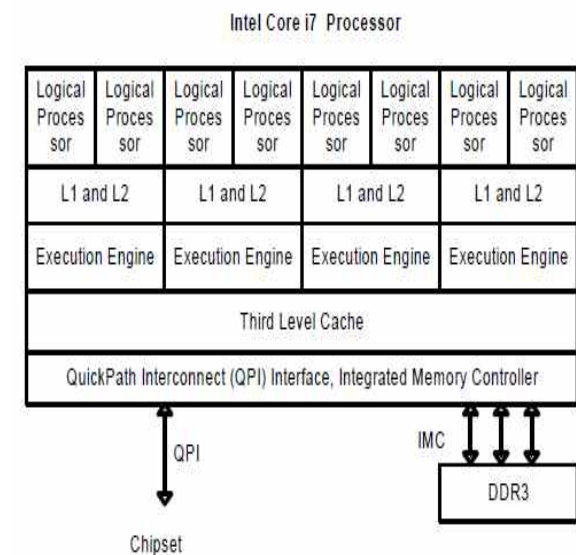 Intel Core i7 Processor
Logical Logical Logical Logical Logical Logical Logical Logical
Proces Proces Proces Proces Proces Proces Proces Proces
sor sor sor sor sor sor sor sor
L1 and L2 L1 and L2 L1 and L2 L1 and L2
Execution Engine Execution Engine Execution Engine Execution Engine
Third Level Cache
QuickPath Interconnect (QPI) Interface, Integrated Memory Controller
QPI IMC
DDR3
Chipset